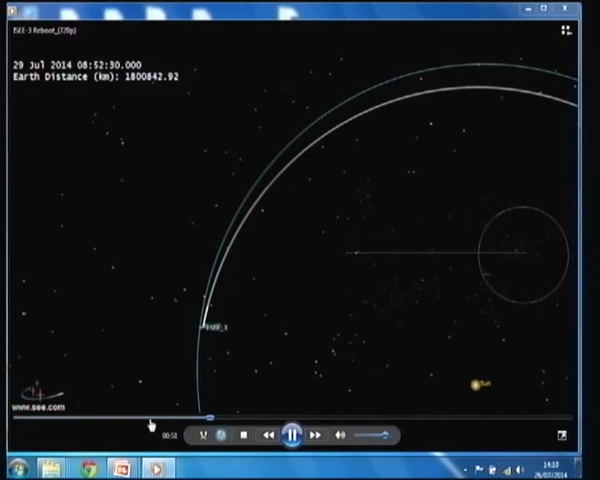 ISEE-3 Reboot_(720p)
29 Jul 2014 08:52:30.000
Earth Distance (km): 1800842.92
Sun
www.see.com
00:51
14:10
26/07/2014